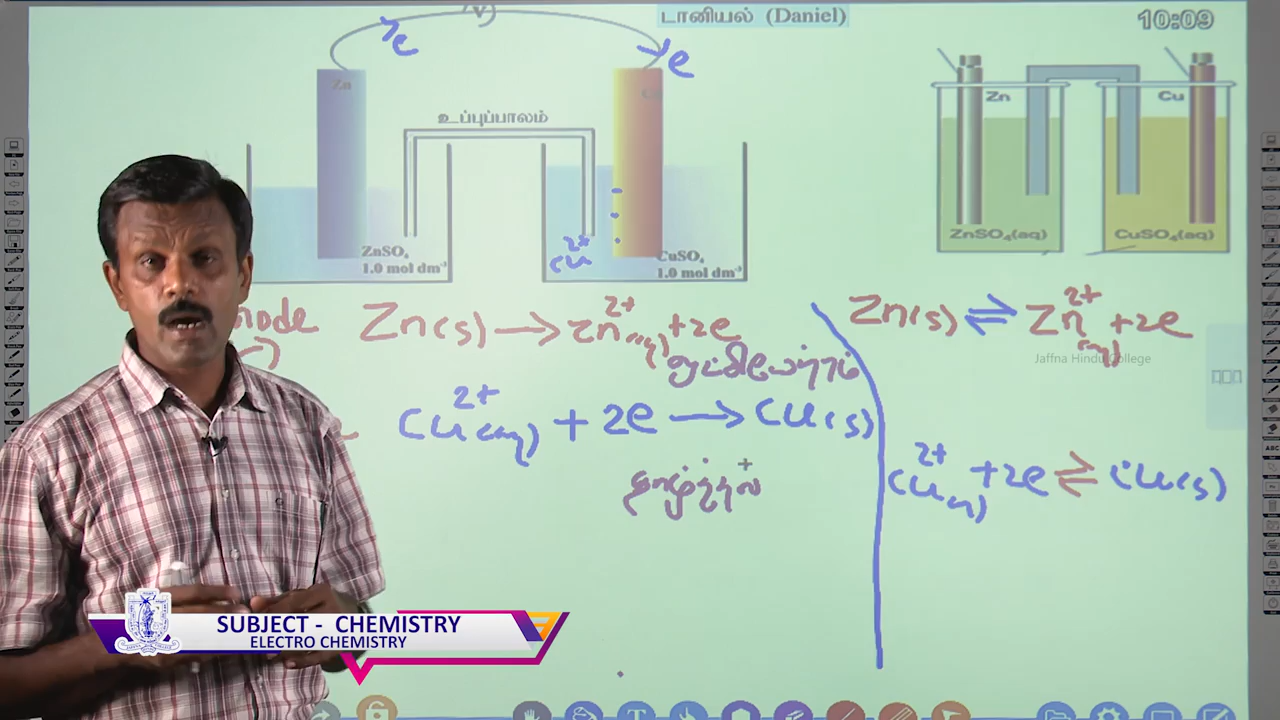 டானியல் (Daniel)
10:09
V
e
e
Zn
உப்புப்பாலம்
Zn
Cu
ZnSO₄
1.0 mol dm⁻³
Cu²⁺
CuSO₄
1.0 mol dm⁻³
ZnSO₄(aq)
CuSO₄(aq)
node
Zn(s) → Zn²⁺(aq) + 2e
Zn(s) ⇌ Zn²⁺(aq) + 2e
Jaffna Hindu College
Cu²⁺(aq) + 2e → Cu(s)
Cu²⁺(aq) + 2e ⇌ Cu(s)
SUBJECT - CHEMISTRY
ELECTRO CHEMISTRY